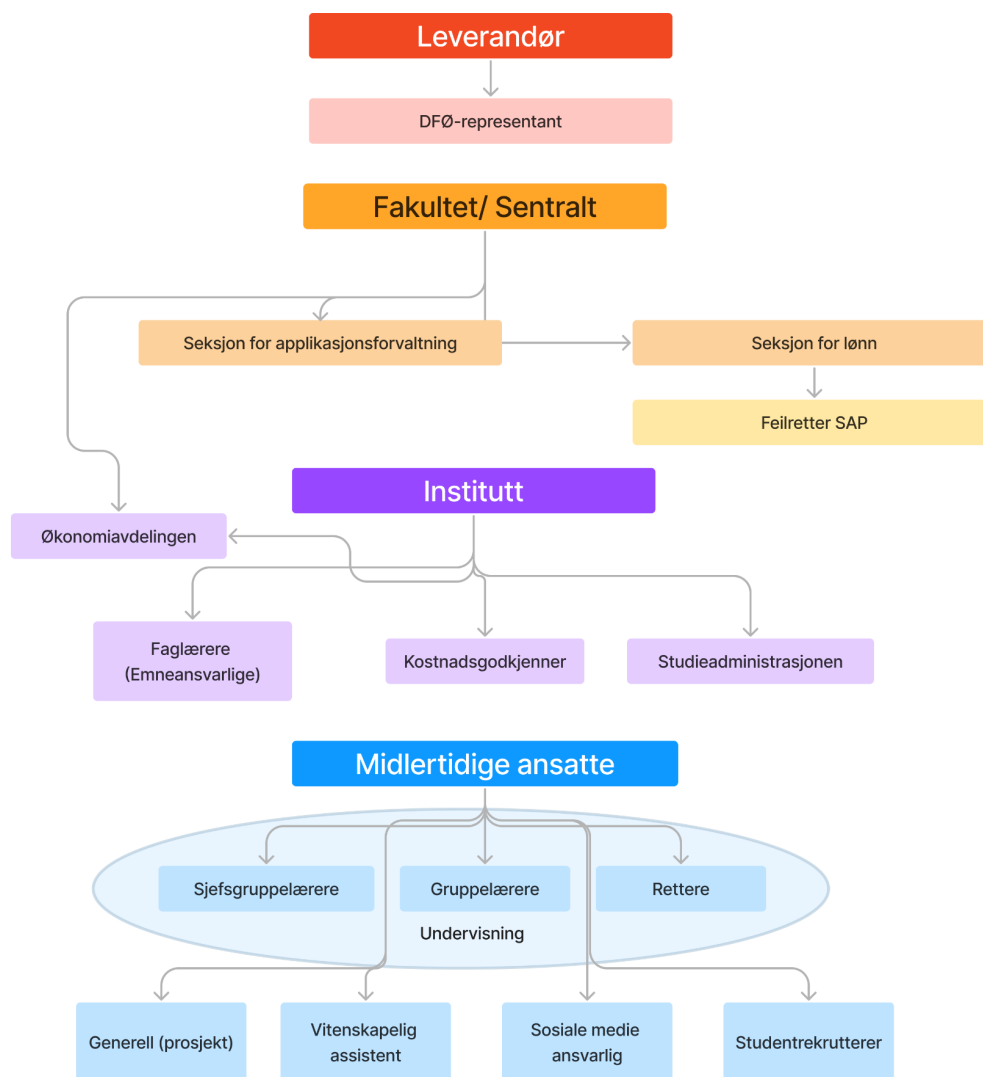 Leverandør
DFØ-representant
Fakultet/ Sentralt
Seksjon for applikasjonsforvaltning
Seksjon for lønn
Feilretter SAP
Institutt
Økonomiavdelingen
Faglærere
(Emneansvarlige)
Kostnadsgodkjenner
Studieadministrasjonen
Midlertidige ansatte
Sjefsgruppelærere
Gruppelærere
Rettere
Undervisning
Generell (prosjekt)
Vitenskapelig
assistent
Sosiale medie
ansvarlig
Studentrekrutterer